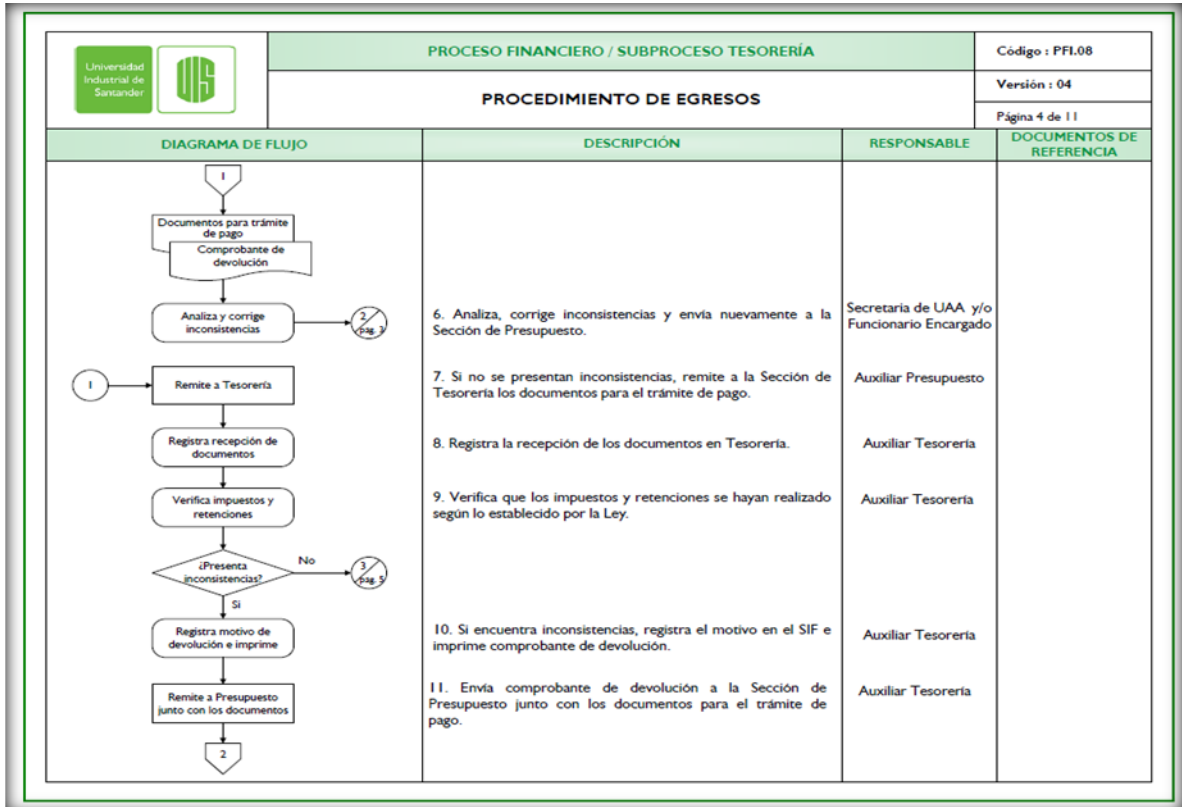 Universidad
Industrial de
Santander
PROCESO FINANCIERO / SUBPROCESO TESORERÍA
Código : PFI.08
PROCEDIMIENTO DE EGRESOS
Versión : 04
Página 4 de 11
DIAGRAMA DE FLUJO
DESCRIPCIÓN
RESPONSABLE
DOCUMENTOS DE
REFERENCIA
1
Documentos para trámite
de pago
Comprobante de
devolución
Analiza y corrige
inconsistencias
2
pag. 3
6. Analiza, corrige inconsistencias y envía nuevamente a la
Sección de Presupuesto.
Secretaria de UAA y/o
Funcionario Encargado
1
Remite a Tesorería
7. Si no se presentan inconsistencias, remite a la Sección de
Tesorería los documentos para el trámite de pago.
Auxiliar Presupuesto
Registra recepción de
documentos
8. Registra la recepción de los documentos en Tesorería.
Auxiliar Tesorería
Verifica impuestos y
retenciones
9. Verifica que los impuestos y retenciones se hayan realizado
según lo establecido por la Ley.
Auxiliar Tesorería
¿Presenta
inconsistencias?
No
3
pag. 5
Si
Registra motivo de
devolución e imprime
10. Si encuentra inconsistencias, registra el motivo en el SIF e
imprime comprobante de devolución.
Auxiliar Tesorería
Remite a Presupuesto
junto con los documentos
11. Envía comprobante de devolución a la Sección de
Presupuesto junto con los documentos para el trámite de
pago.
Auxiliar Tesorería
2